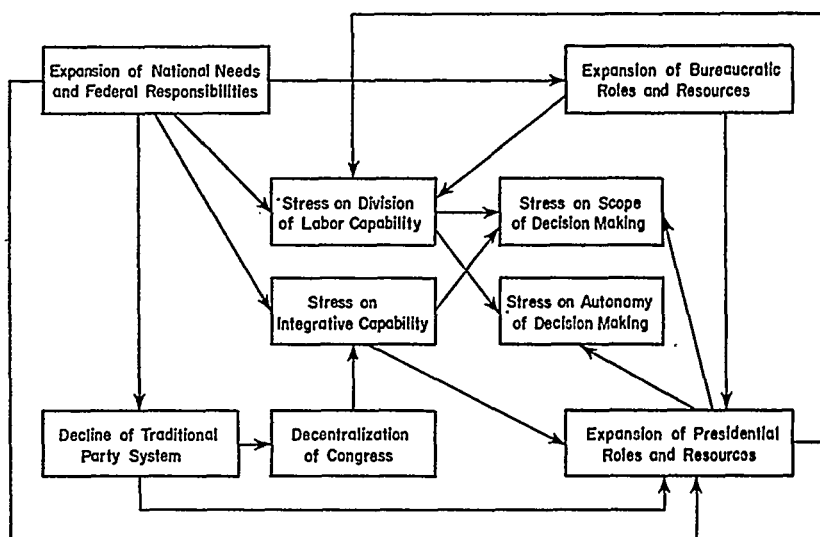 Expansion of National Needs
and Federal Responsibilities
Expansion of Bureaucratic
Roles and Resources
Stress on Division
of Labor Capability
Stress on Scope
of Decision Making
Stress on
Integrative Capability
Stress on Autonomy
of Decision Making
Decline of Traditional
Party System
Decentralization
of Congress
Expansion of Presidential
Roles and Resources